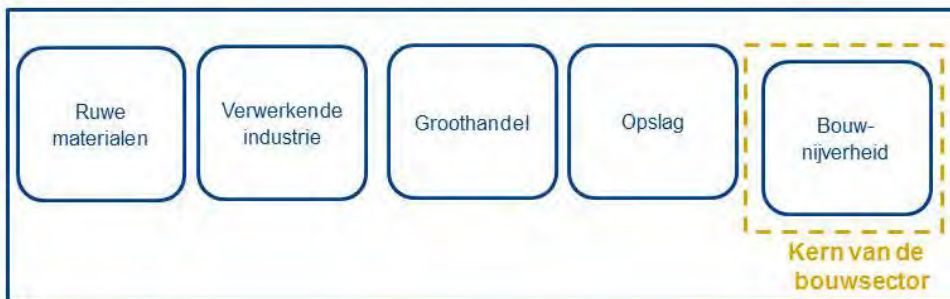 Ruwe
materialen
Verwerkende
industrie
Groothandel
Opslag
Bouw-
nijverheid
Kern van de
bouwsector